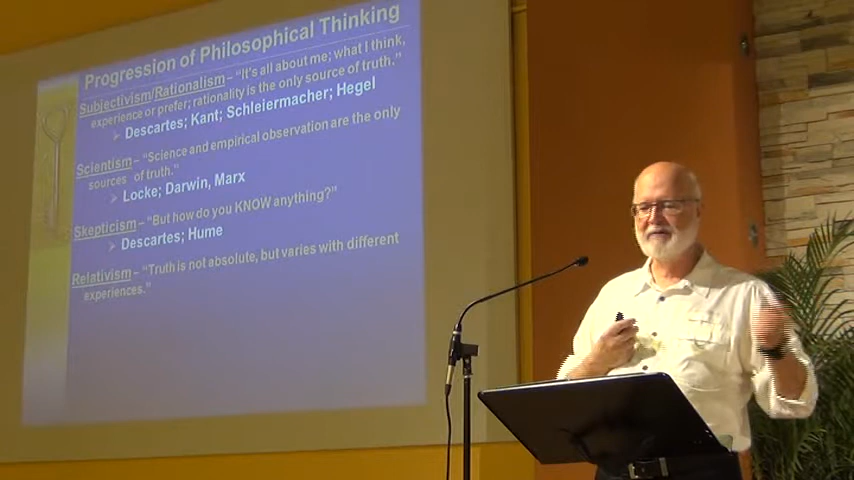 Progression of Philosophical Thinking
Subjectivism/Rationalism – "It's all about me; what I think,
experience or prefer; rationality is the only source of truth."
➢ Descartes; Kant; Schleiermacher; Hegel
Scientism – "Science and empirical observation are the only
sources of truth."
➢ Locke; Darwin, Marx
Skepticism – "But how do you KNOW anything?"
➢ Descartes; Hume
Relativism – "Truth is not absolute, but varies with different
experiences."